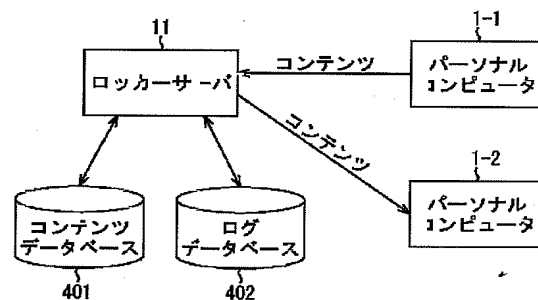 11
1-1
ロッカーサーバ
コンテンツ
パーソナル
コンピュータ
コンテンツ
1-2
パーソナル
コンピュータ
コンテンツ
データベース
ログ
データベース
401
402